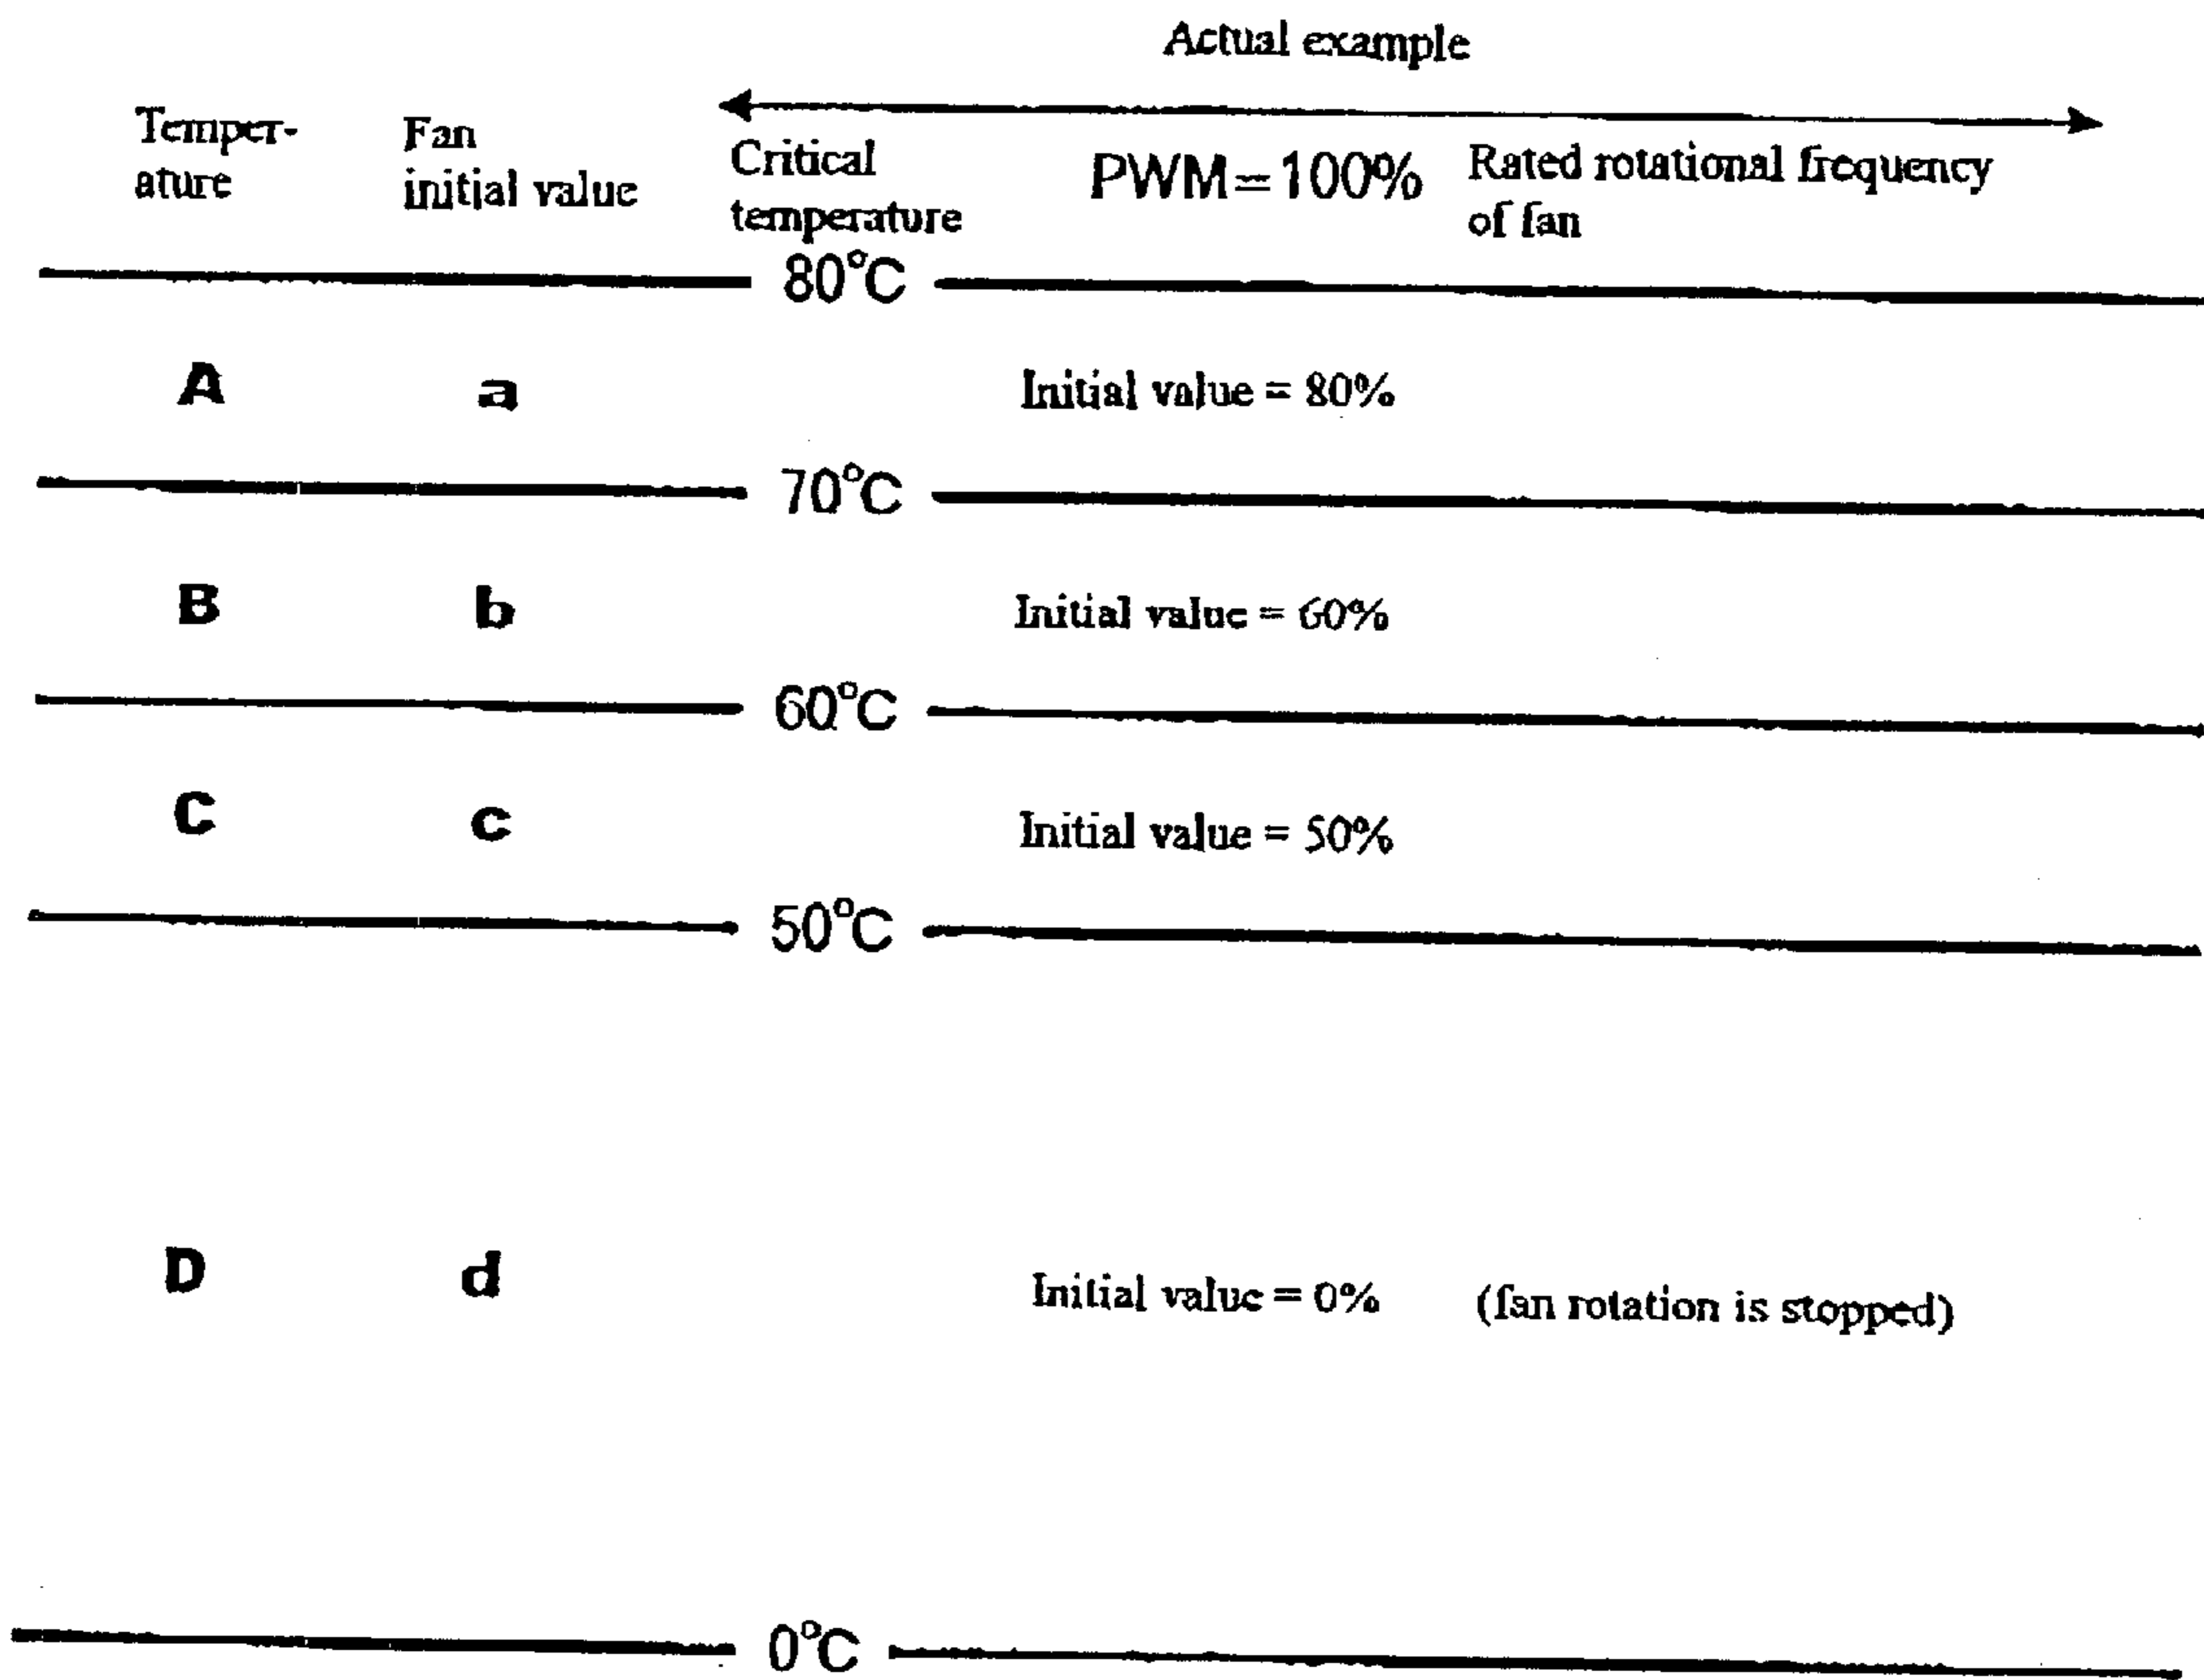 Actual example
Temper-
ature
Fan
initial value
Critical
temperature
PWM=100%
Rated rotational frequency
of fan
80°C
A a Initial value = 80%
70°C
B b Initial value = 60%
60°C
C c Initial value = 50%
50°C
D d Initial value = 0% (fan rotation is stopped)
0°C